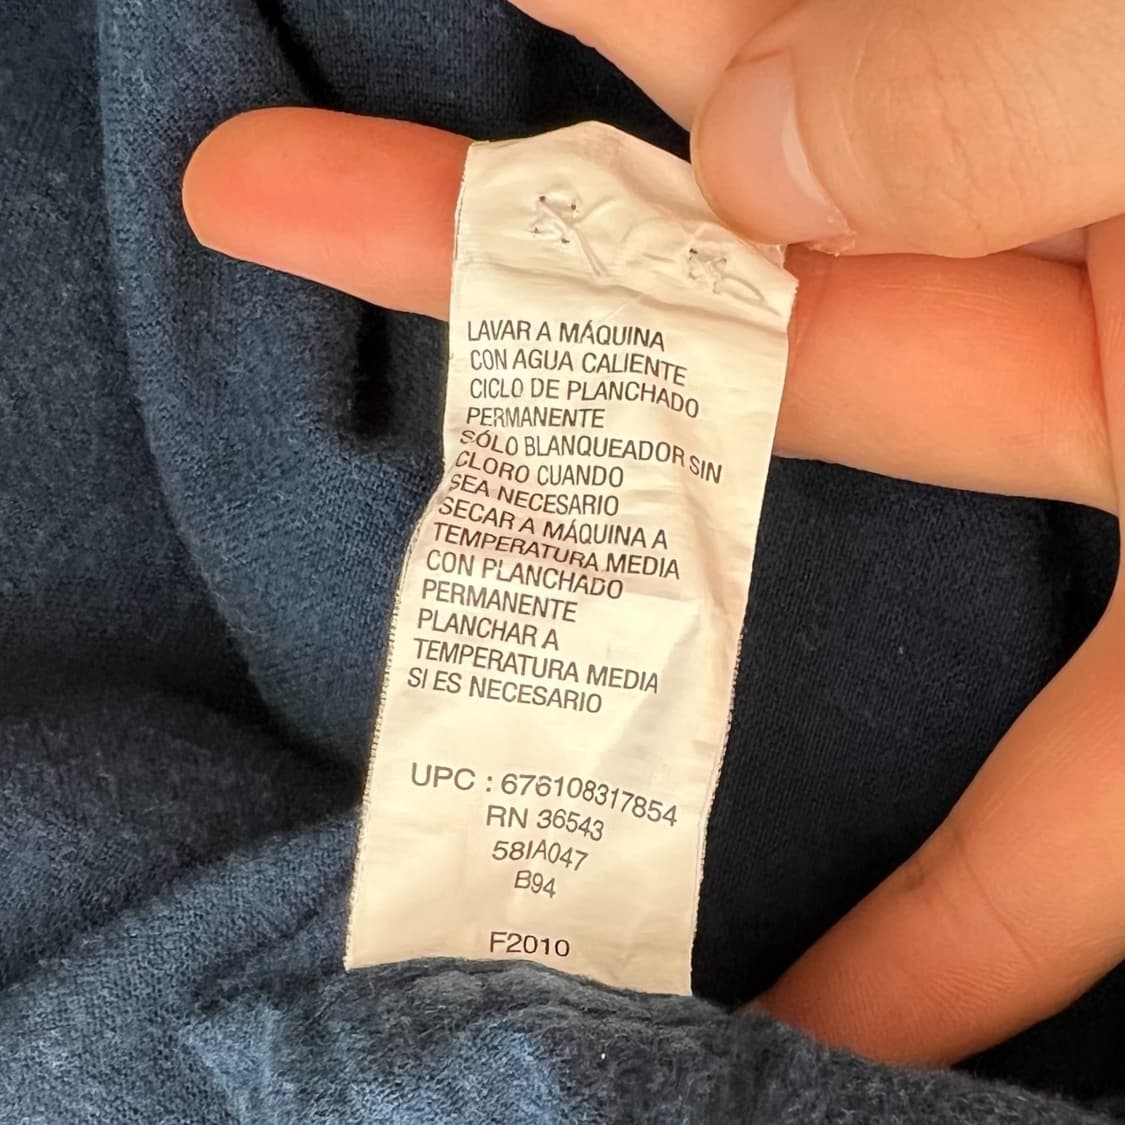 LAVAR A MÁQUINA
CON AGUA CALIENTE
CICLO DE PLANCHADO
PERMANENTE
SÓLO BLANQUEADOR SIN
CLORO CUANDO
SEA NECESARIO
SECAR A MÁQUINA A
TEMPERATURA MEDIA
CON PLANCHADO
PERMANENTE
PLANCHAR A
TEMPERATURA MEDIA
SI ES NECESARIO
UPC : 676108317854
RN 36543
58IA047
B94
F2010